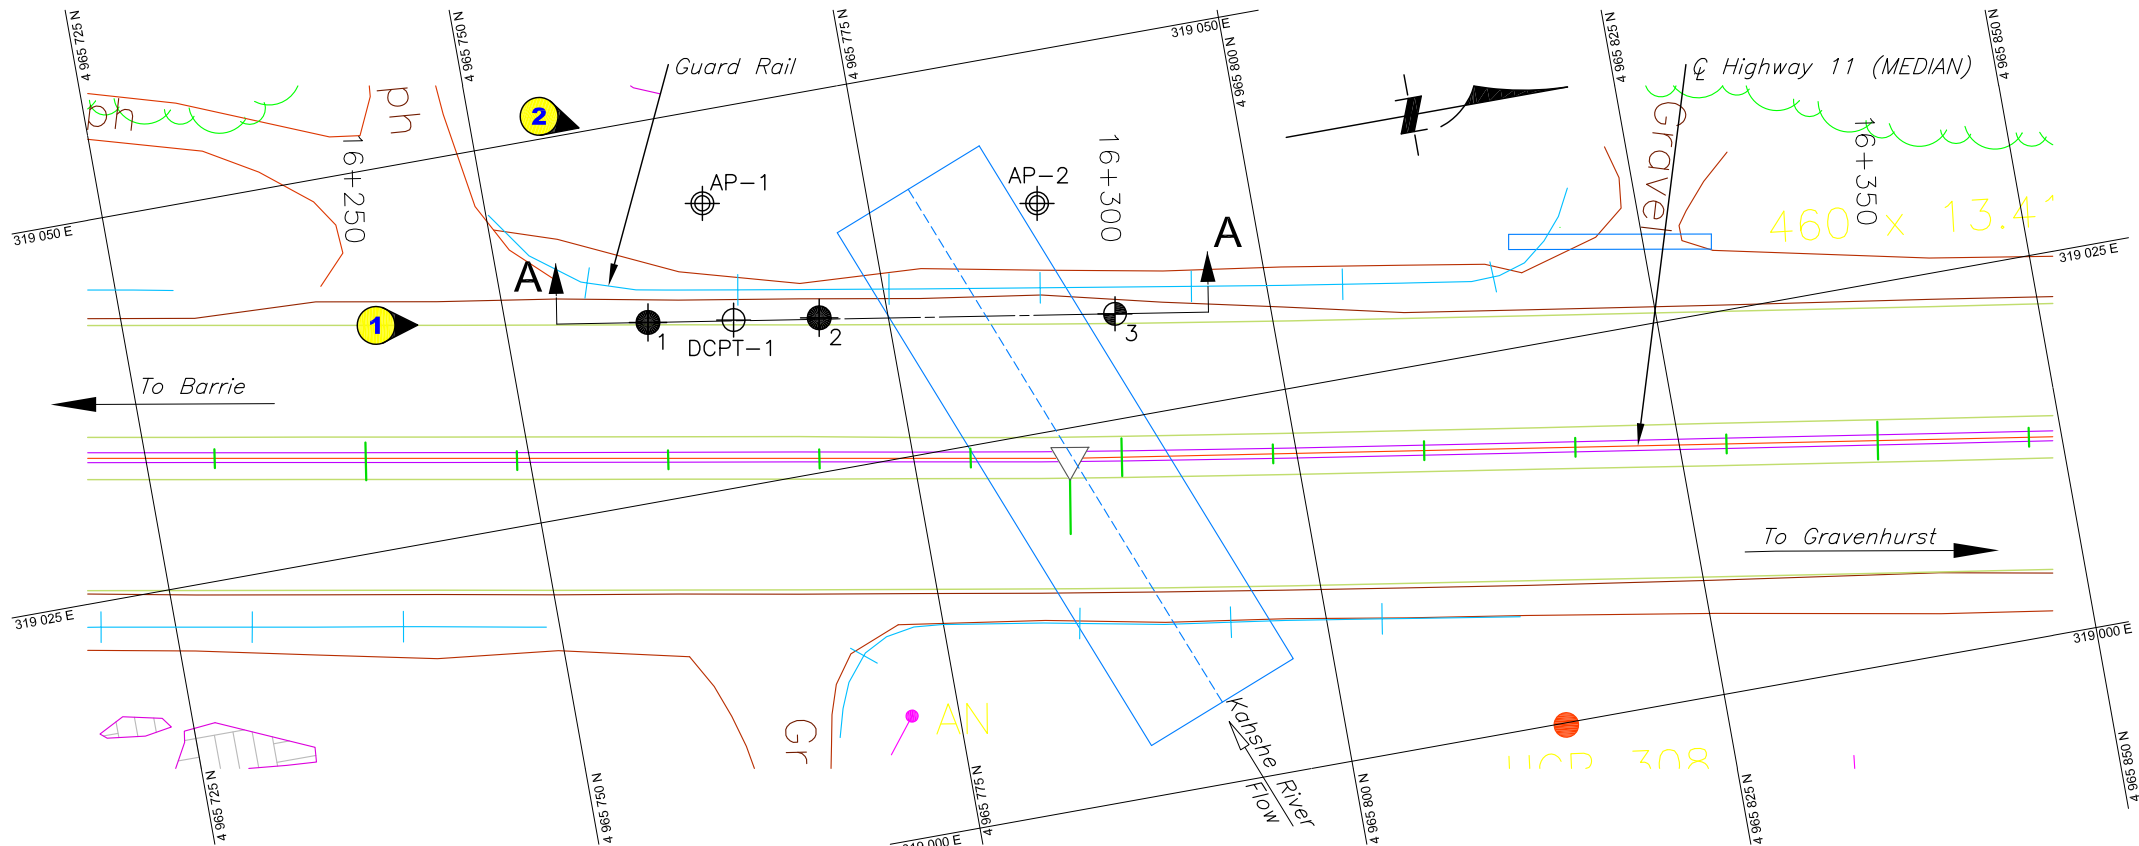 4 965 725 N
4 965 750 N
4 965 775 N
319 050 E
4 965 800 N
4 965 825 N
4 965 850 N
Guard Rail
℄ Highway 11 (MEDIAN)
ph
ph
2
16+250
AP-1
AP-2
16+300
Gravel
16+350
460 x 13.4
319 050 E
A
A
319 025 E
1
1
DCPT-1
2
3
To Barrie
To Gravenhurst
319 025 E
319 000 E
Gr
AN
Kahshe River
Flow
4 965 725 N
4 965 750 N
4 965 775 N
4 965 800 N
4 965 825 N
4 965 850 N
319 000 E
308